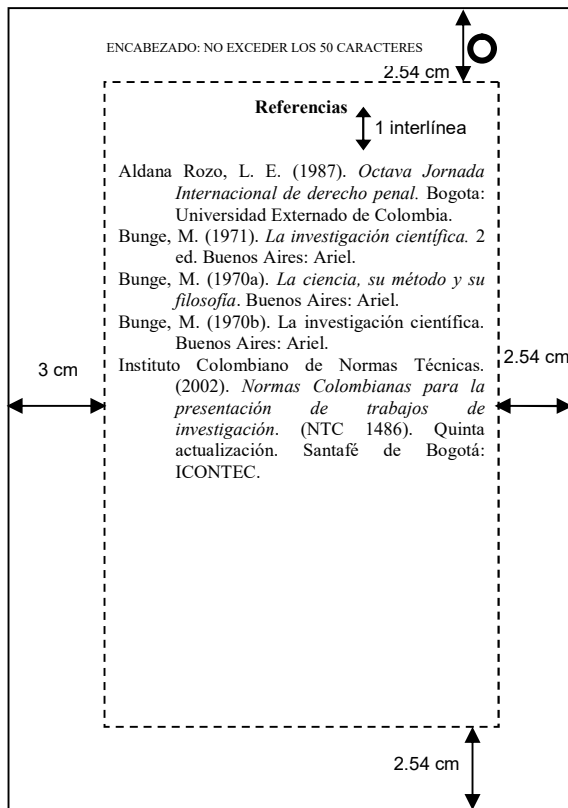 ENCABEZADO: NO EXCEDER LOS 50 CARACTERES
2.54 cm
Referencias
1 interlínea
Aldana Rozo, L. E. (1987). Octava Jornada
Internacional de derecho penal. Bogota:
Universidad Externado de Colombia.
Bunge, M. (1971). La investigación científica. 2
ed. Buenos Aires: Ariel.
Bunge, M. (1970a). La ciencia, su método y su
filosofía. Buenos Aires: Ariel.
Bunge, M. (1970b). La investigación científica.
Buenos Aires: Ariel.
Instituto Colombiano de Normas Técnicas.
(2002). Normas Colombianas para la
presentación de trabajos de
investigación. (NTC 1486). Quinta
actualización. Santafé de Bogotá:
ICONTEC.
3 cm
2.54 cm
2.54 cm